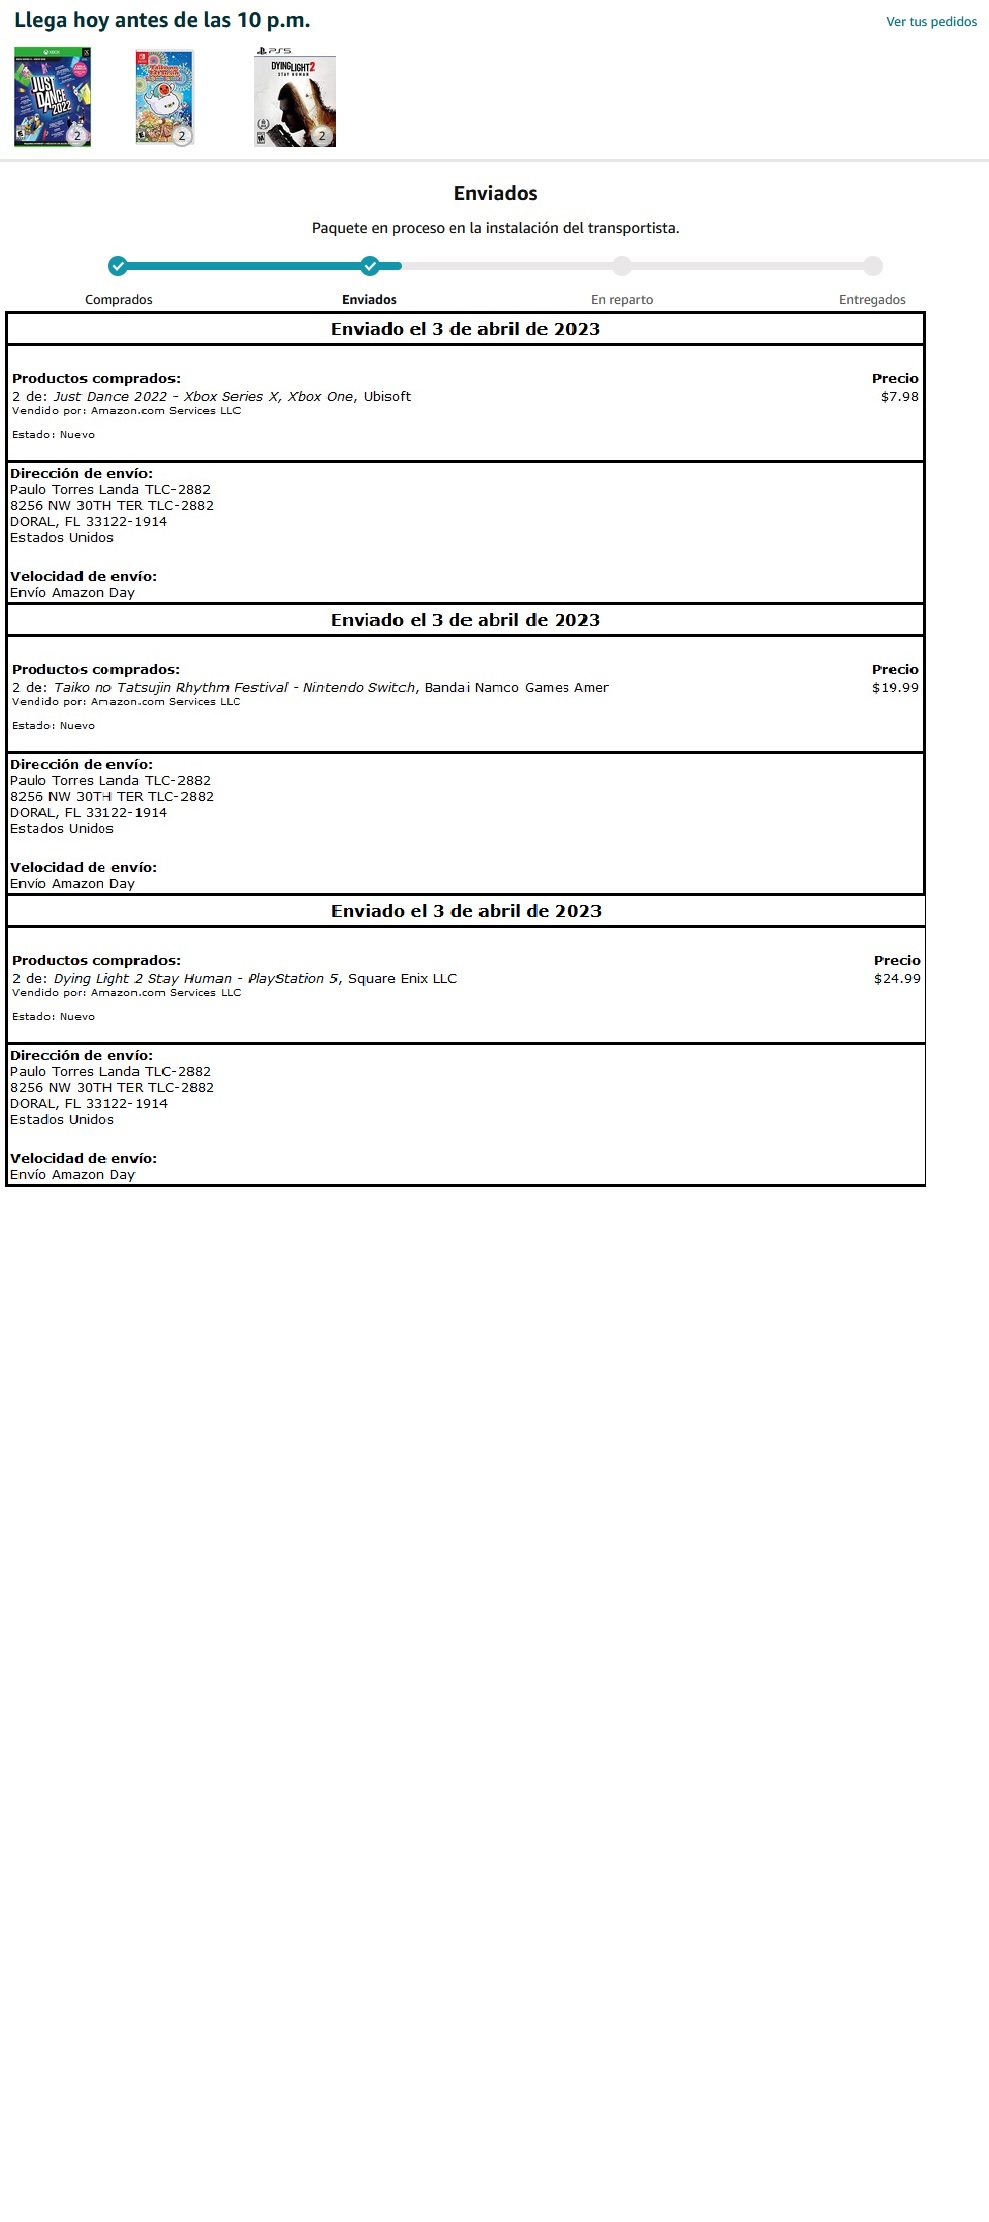 Llega hoy antes de las 10 p.m.
Ver tus pedidos
XBOX
JUST
DANCE
2022
2
2
PS5
DYING LIGHT 2
STAY HUMAN
2
Enviados
Paquete en proceso en la instalación del transportista.
Comprados
Enviados
En reparto
Entregados
Enviado el 3 de abril de 2023
Productos comprados:
Precio
2 de: Just Dance 2022 - Xbox Series X, Xbox One, Ubisoft
$7.98
Vendido por: Amazon.com Services LLC
Estado: Nuevo
Dirección de envío:
Paulo Torres Landa TLC-2882
8256 NW 30TH TER TLC-2882
DORAL, FL 33122-1914
Estados Unidos
Velocidad de envío:
Envío Amazon Day
Enviado el 3 de abril de 2023
Productos comprados:
Precio
2 de: Taiko no Tatsujin Rhythm Festival - Nintendo Switch, Bandai Namco Games Amer
$19.99
Vendido por: Amazon.com Services LLC
Estado: Nuevo
Dirección de envío:
Paulo Torres Landa TLC-2882
8256 NW 30TH TER TLC-2882
DORAL, FL 33122-1914
Estados Unidos
Velocidad de envío:
Envío Amazon Day
Enviado el 3 de abril de 2023
Productos comprados:
Precio
2 de: Dying Light 2 Stay Human - PlayStation 5, Square Enix LLC
$24.99
Vendido por: Amazon.com Services LLC
Estado: Nuevo
Dirección de envío:
Paulo Torres Landa TLC-2882
8256 NW 30TH TER TLC-2882
DORAL, FL 33122-1914
Estados Unidos
Velocidad de envío:
Envío Amazon Day